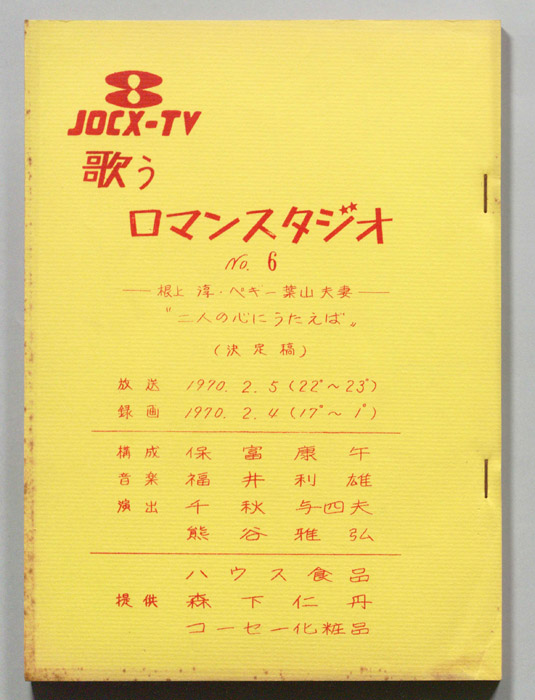 8
JOCX-TV
歌う
ロマンスタジオ
No. 6
── 根上 淳・ペキー葉山夫妻 ──
"二人の心にうたえば"
(決定稿)
放送 1970. 2. 5 (22°〜23°)
録画 1970. 2. 4 (17°〜1°)
構成 保富康午
音楽 福井利雄
演出 千秋与四夫
熊谷雅弘
ハウス食品
提供 森下仁丹
コーセー化粧品